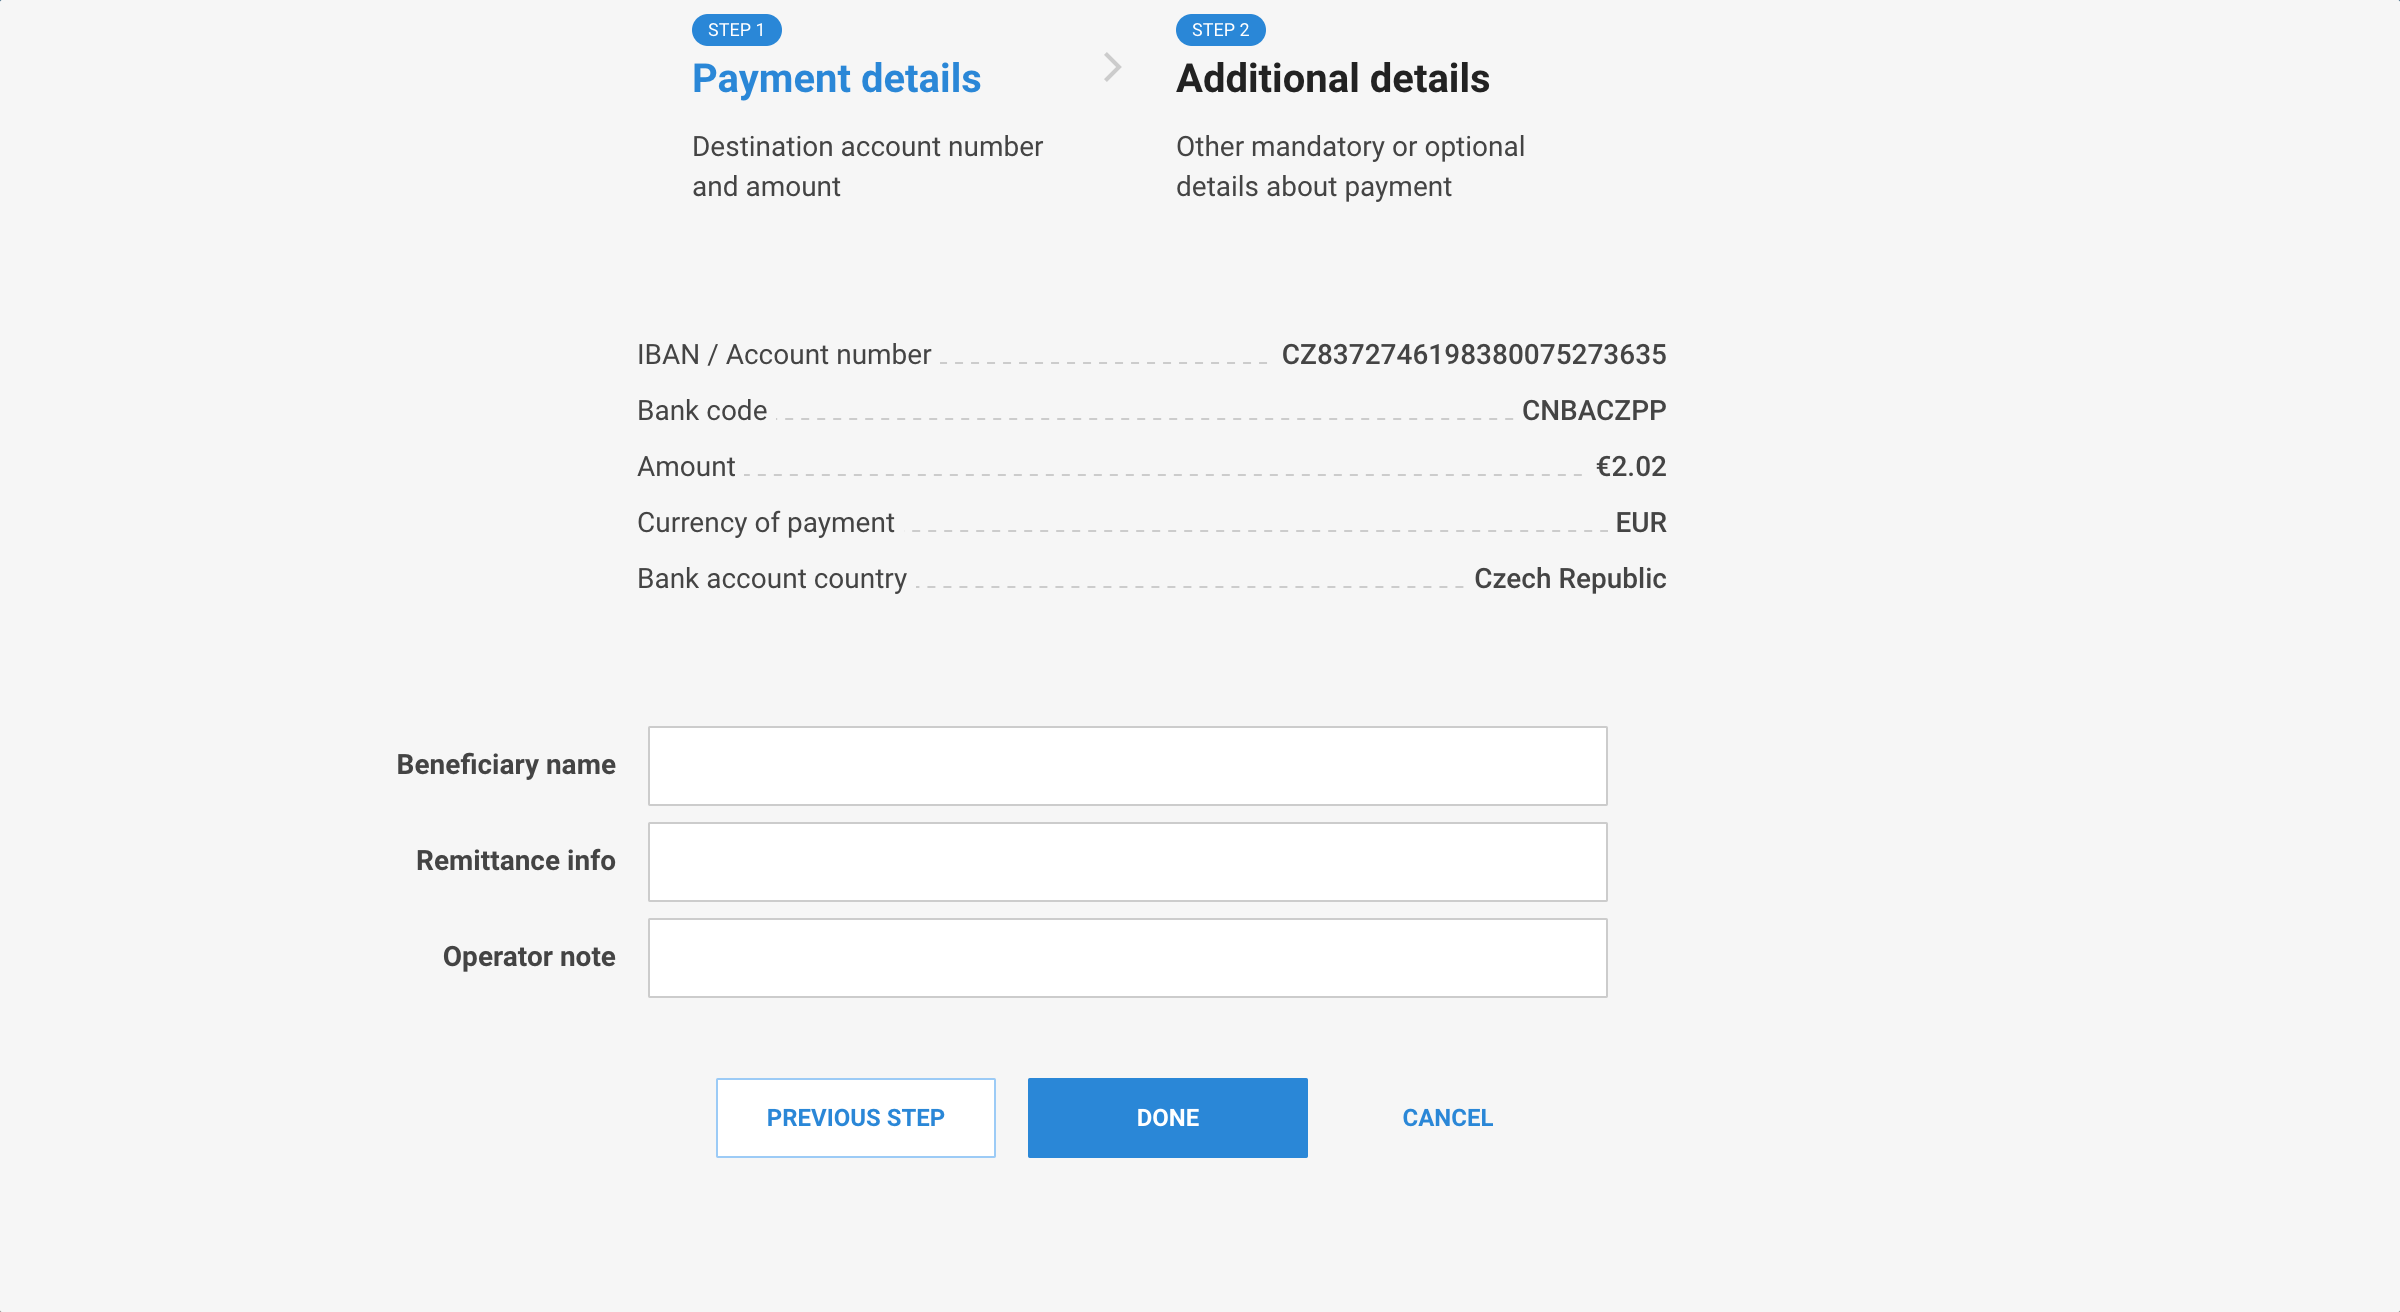 STEP 1
Payment details
Destination account number
and amount
STEP 2
Additional details
Other mandatory or optional
details about payment
IBAN / Account number CZ8372746198380075273635
Bank code CNBACZPP
Amount €2.02
Currency of payment EUR
Bank account country Czech Republic
Beneficiary name
Remittance info
Operator note
PREVIOUS STEP DONE CANCEL